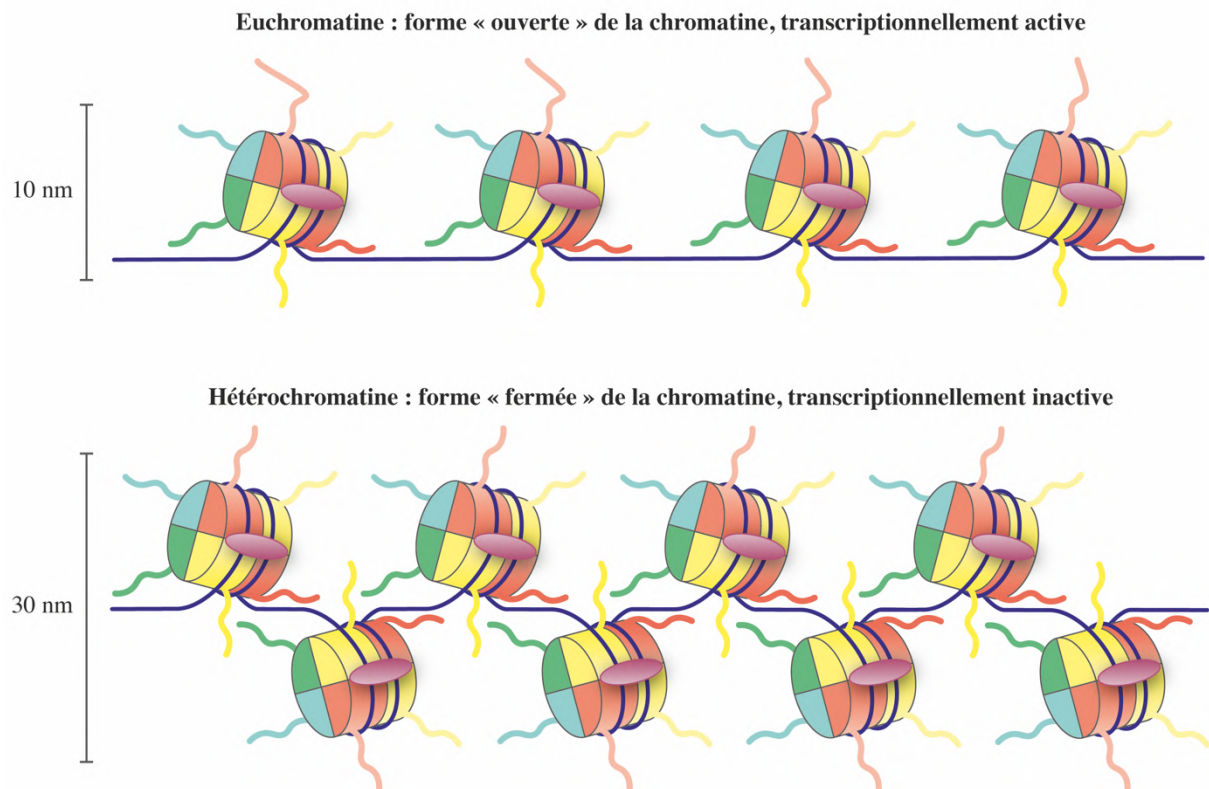 Euchromatine : forme « ouverte » de la chromatine, transcriptionnellement active
10 nm
Hétérochromatine : forme « fermée » de la chromatine, transcriptionnellement inactive
30 nm